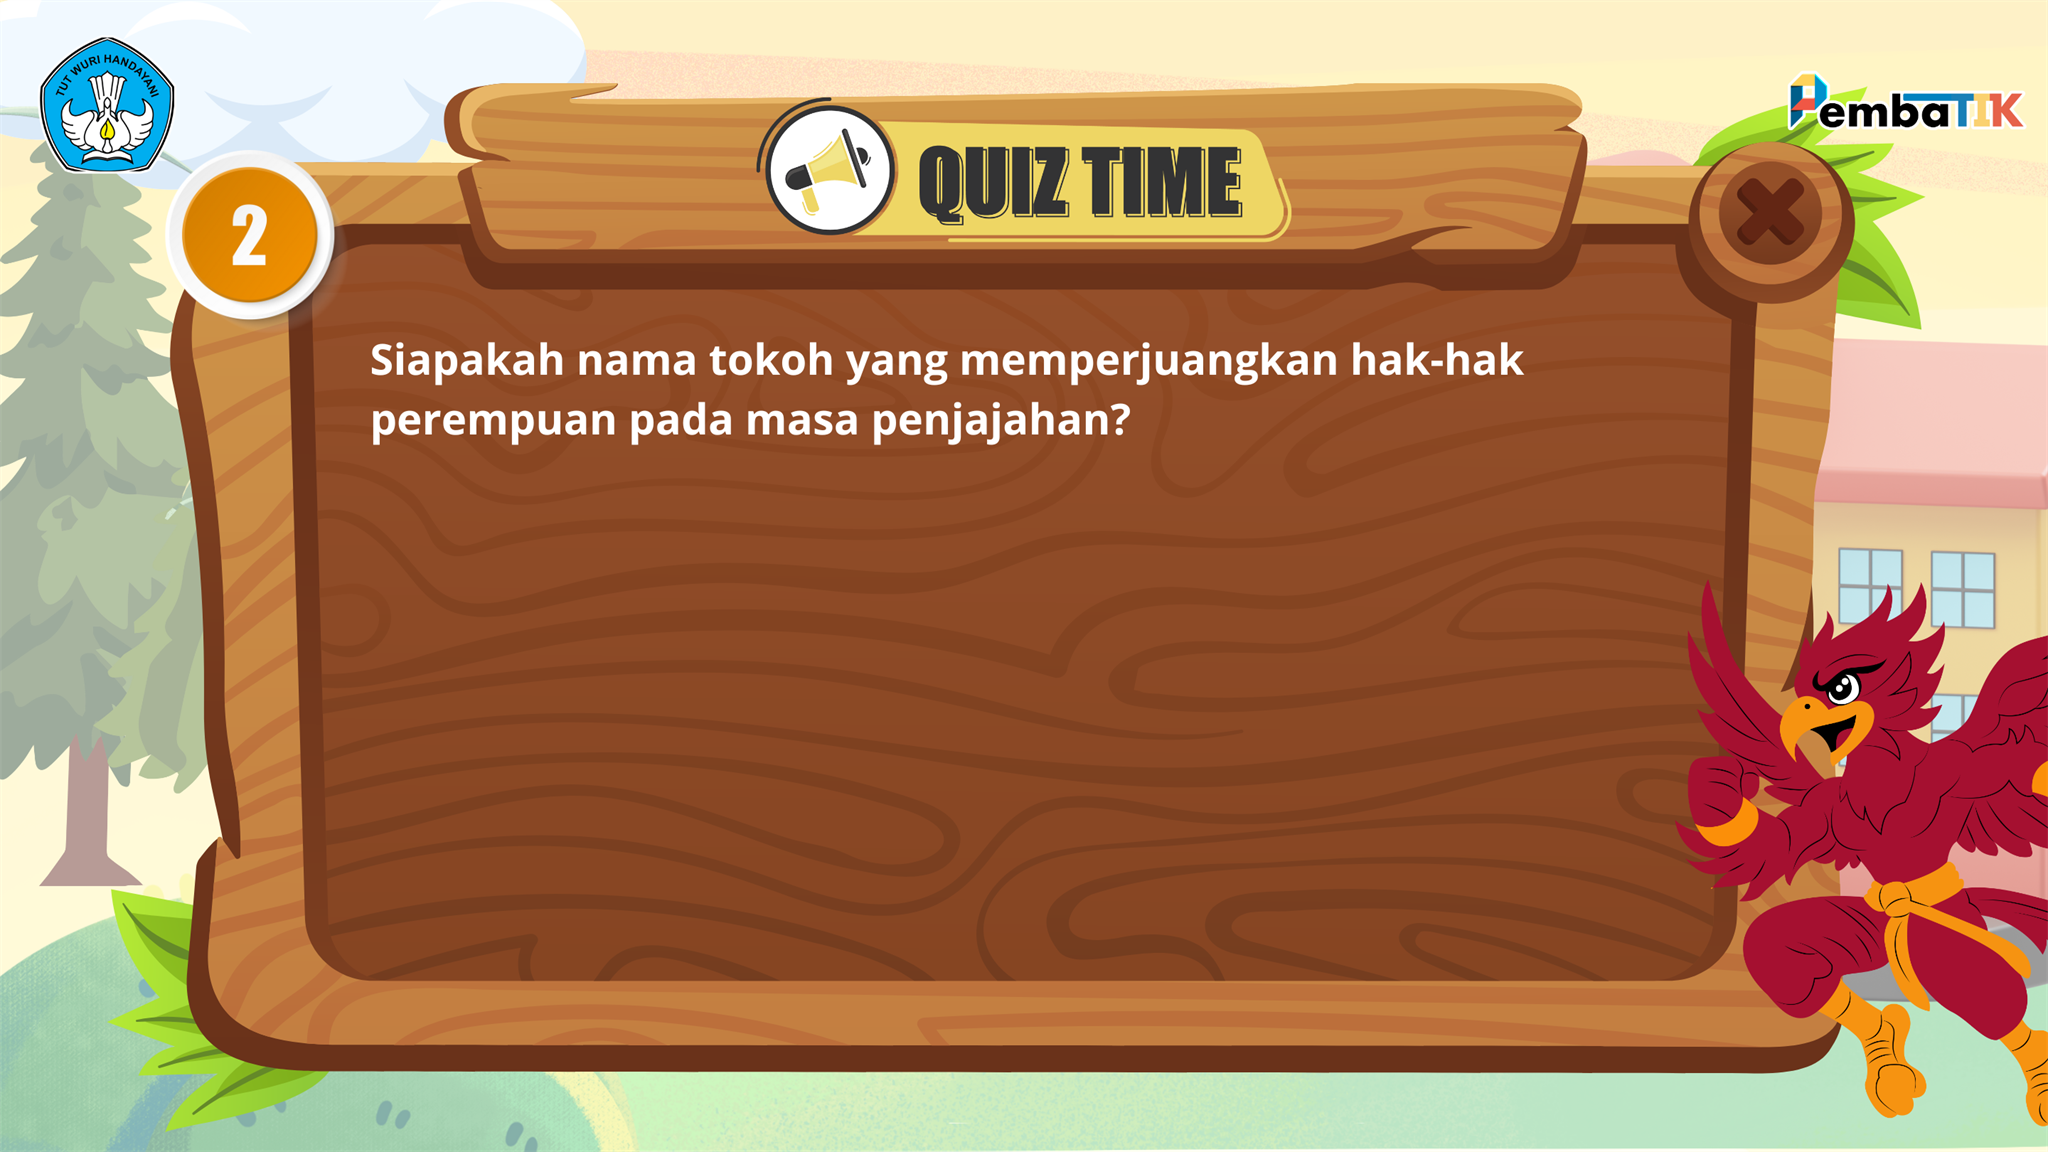 TUT WURI HANDAYANI
PembaTIK
QUIZ TIME
2
Siapakah nama tokoh yang memperjuangkan hak-hak
perempuan pada masa penjajahan?